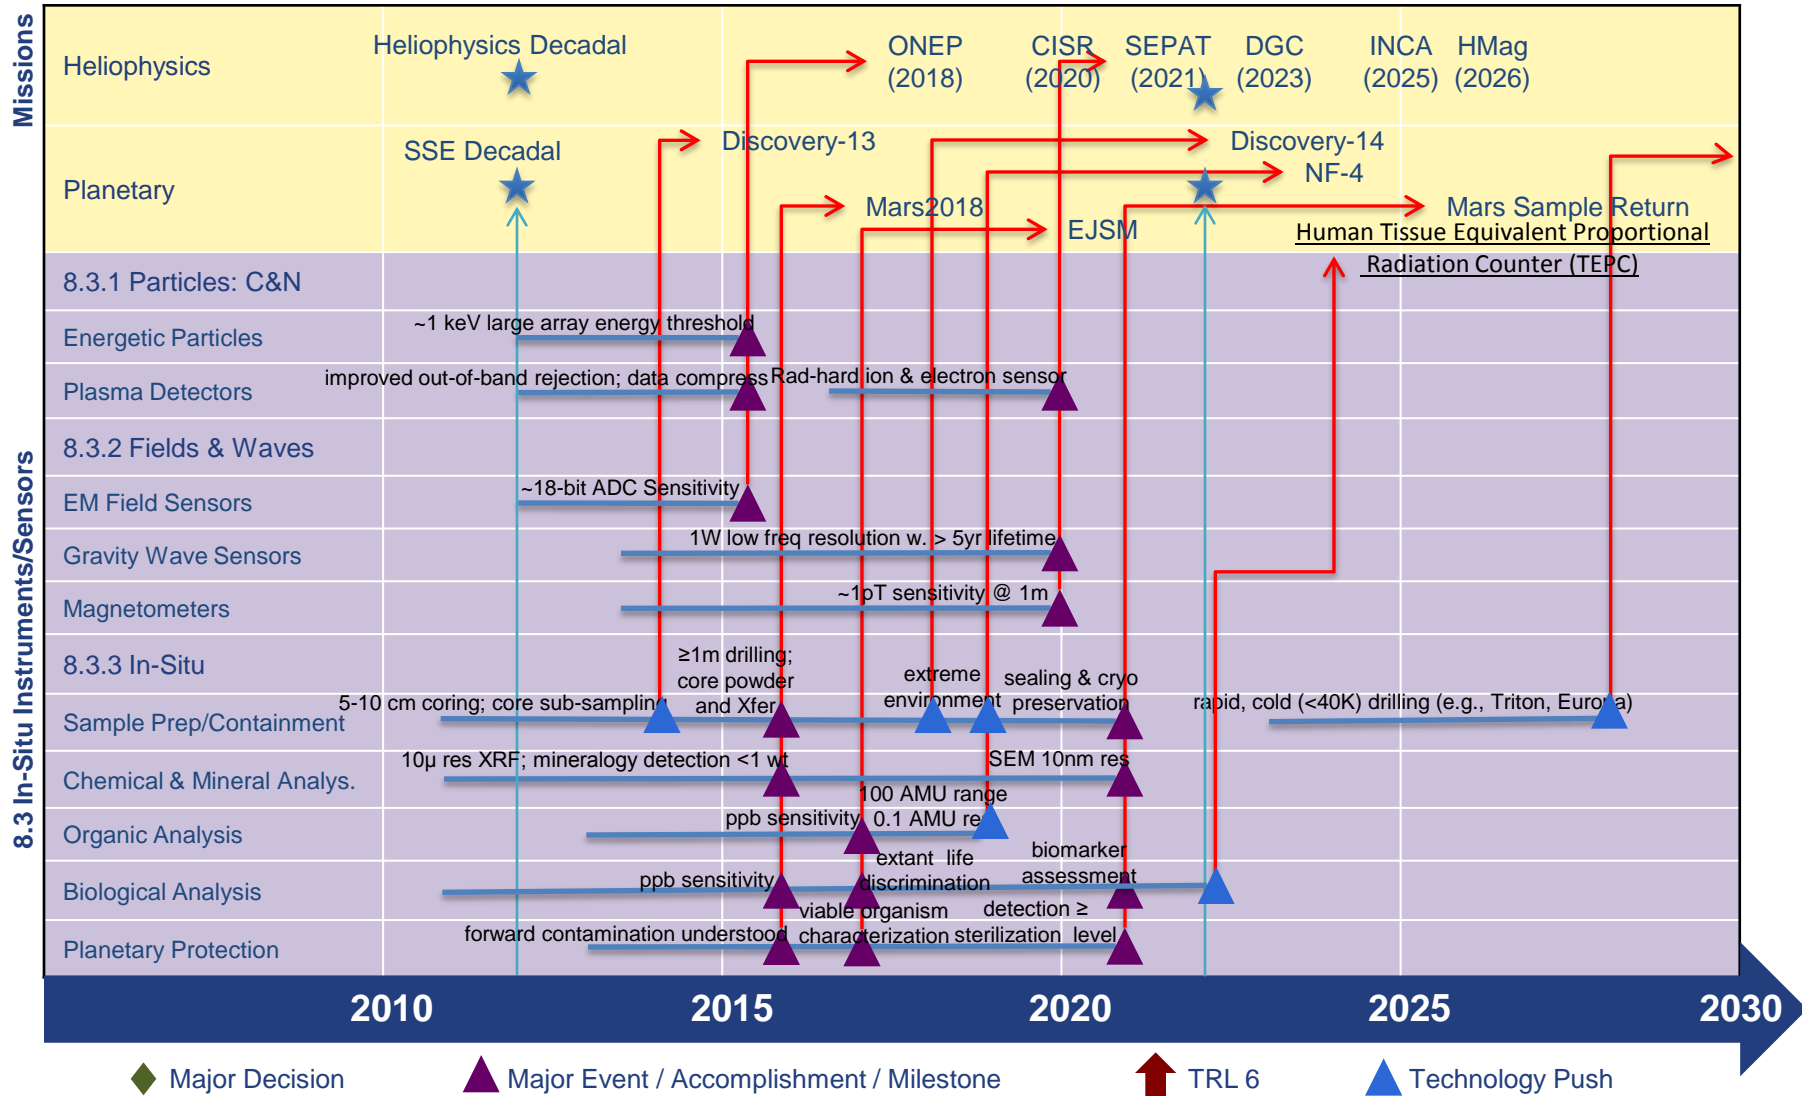 Missions
Heliophysics
Heliophysics Decadal
ONEP
(2018)
CISR
(2020)
SEPAT
(2021)
DGC
(2023)
INCA
(2025)
HMag
(2026)
Planetary
SSE Decadal
Discovery-13
Discovery-14
NF-4
Mars2018
EJSM
Mars Sample Return
Human Tissue Equivalent Proportional
Radiation Counter (TEPC)
8.3 In-Situ Instruments/Sensors
8.3.1 Particles: C&N
Energetic Particles
~1 keV large array energy threshold
Plasma Detectors
improved out-of-band rejection; data compress
Rad-hard ion & electron sensor
8.3.2 Fields & Waves
EM Field Sensors
~18-bit ADC Sensitivity
Gravity Wave Sensors
1W low freq resolution w. > 5yr lifetime
Magnetometers
~1pT sensitivity @ 1m
8.3.3 In-Situ
Sample Prep/Containment
5-10 cm coring; core sub-sampling
≥1m drilling;
core powder
and Xfer
extreme
environment
sealing & cryo
preservation
rapid, cold (<40K) drilling (e.g., Triton, Europa)
Chemical & Mineral Analys.
10µ res XRF; mineralogy detection <1 wt
SEM 10nm res
Organic Analysis
ppb sensitivity
100 AMU range
0.1 AMU res
Biological Analysis
ppb sensitivity
extant life
discrimination
biomarker
assessment
Planetary Protection
forward contamination understood
viable organism
characterization
detection ≥
sterilization level
2010
2015
2020
2025
2030
Major Decision
Major Event / Accomplishment / Milestone
TRL 6
Technology Push